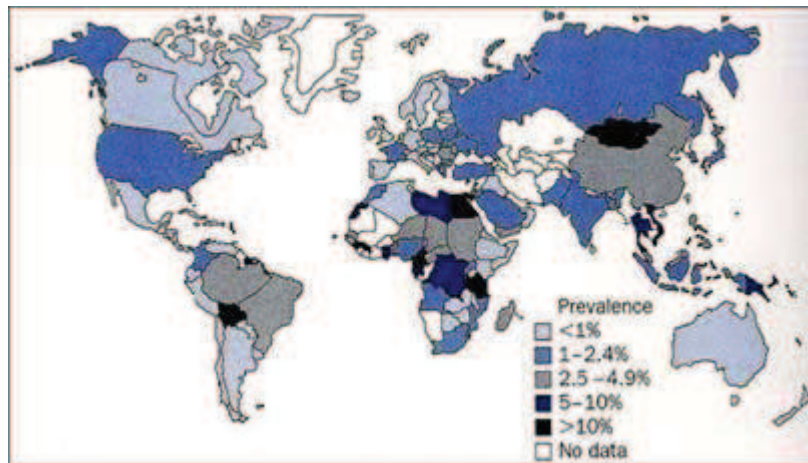 Prevalence
<1%
1–2.4%
2.5–4.9%
5–10%
>10%
No data